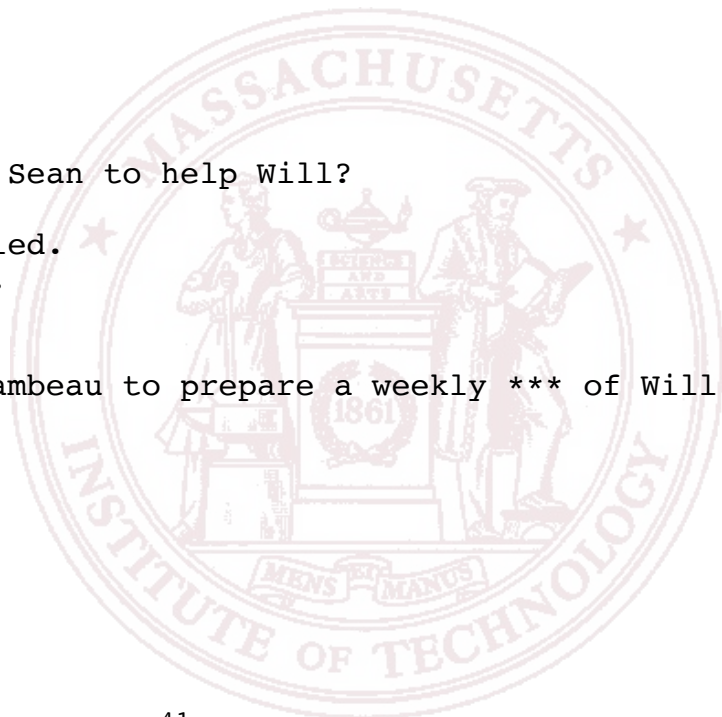 Sean to help Will?
led.
ambeau to prepare a weekly *** of Will
MASSACHUSETTS
INSTITUTE OF TECHNOLOGY
SCIENCE
AND
ARTS
1861
MENS ET MANUS